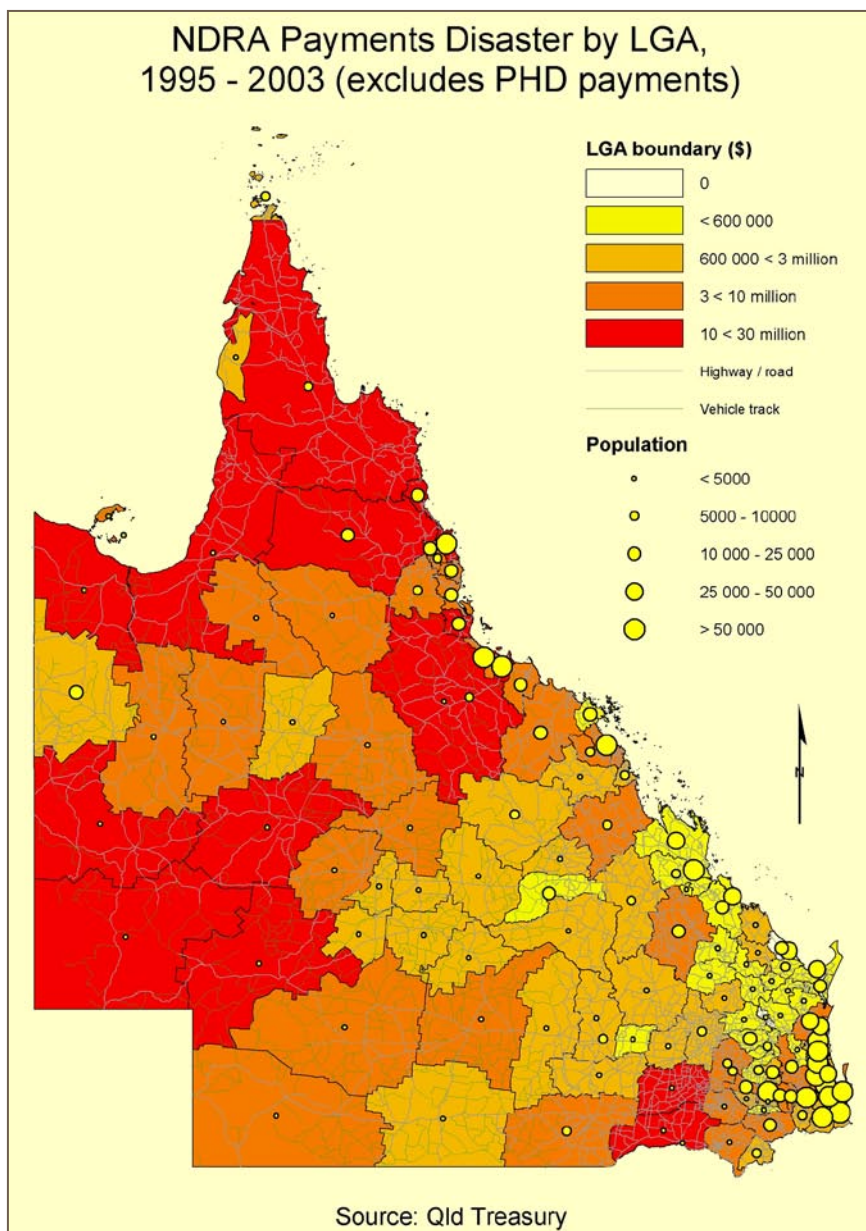 NDRA Payments Disaster by LGA,
1995 - 2003 (excludes PHD payments)
LGA boundary ($)
0
< 600 000
600 000 < 3 million
3 < 10 million
10 < 30 million
Highway / road
Vehicle track
Population
< 5000
5000 - 10000
10 000 - 25 000
25 000 - 50 000
> 50 000
N
Source: Qld Treasury